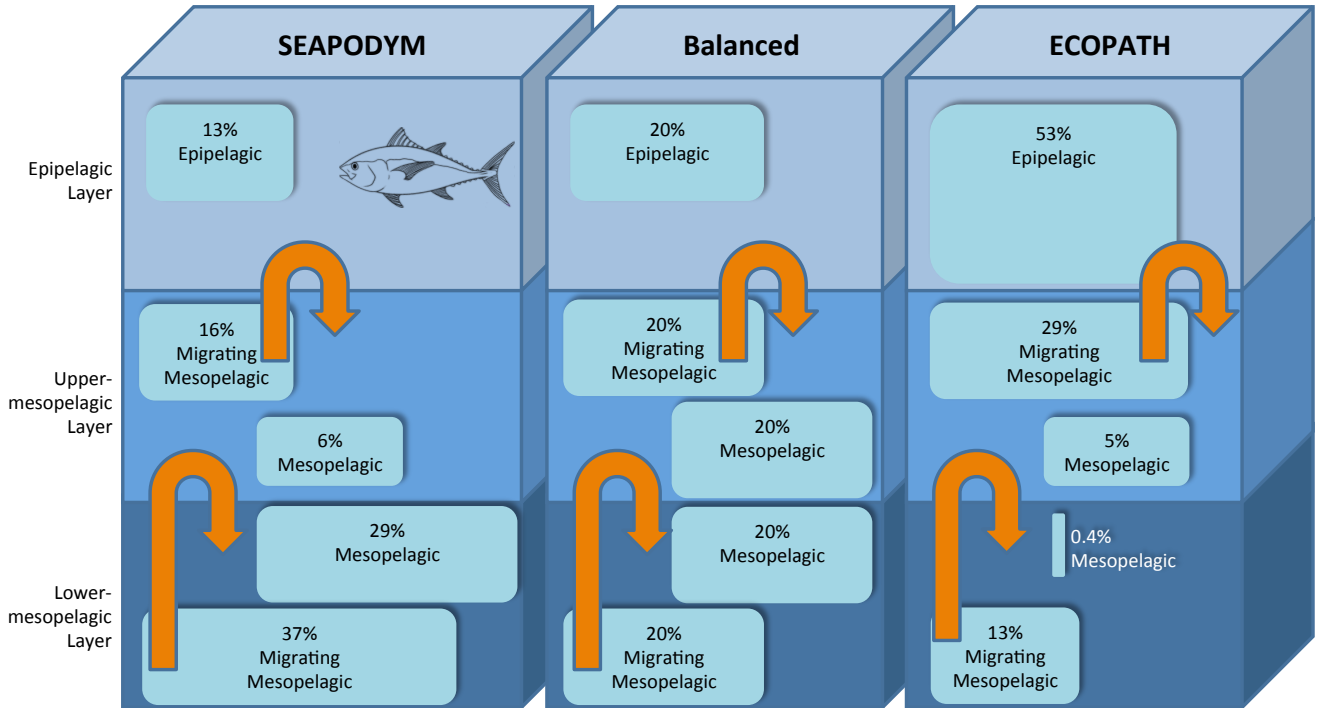 SEAPODYM
Balanced
ECOPATH
Epipelagic
Layer
13%
Epipelagic
20%
Epipelagic
53%
Epipelagic
Upper-
mesopelagic
Layer
16%
Migrating
Mesopelagic
6%
Mesopelagic
20%
Migrating
Mesopelagic
20%
Mesopelagic
29%
Migrating
Mesopelagic
5%
Mesopelagic
Lower-
mesopelagic
Layer
29%
Mesopelagic
37%
Migrating
Mesopelagic
20%
Mesopelagic
20%
Migrating
Mesopelagic
0.4%
Mesopelagic
13%
Migrating
Mesopelagic